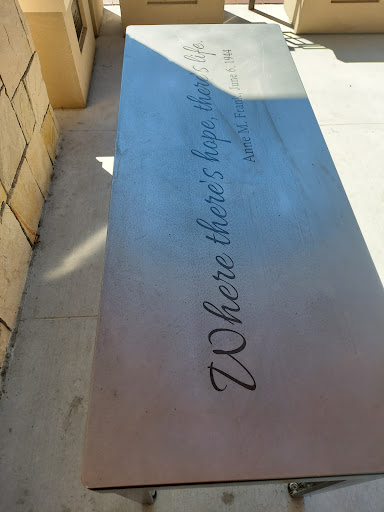 Where there's hope, there's life.
Anne M. Frank, June 6, 1944